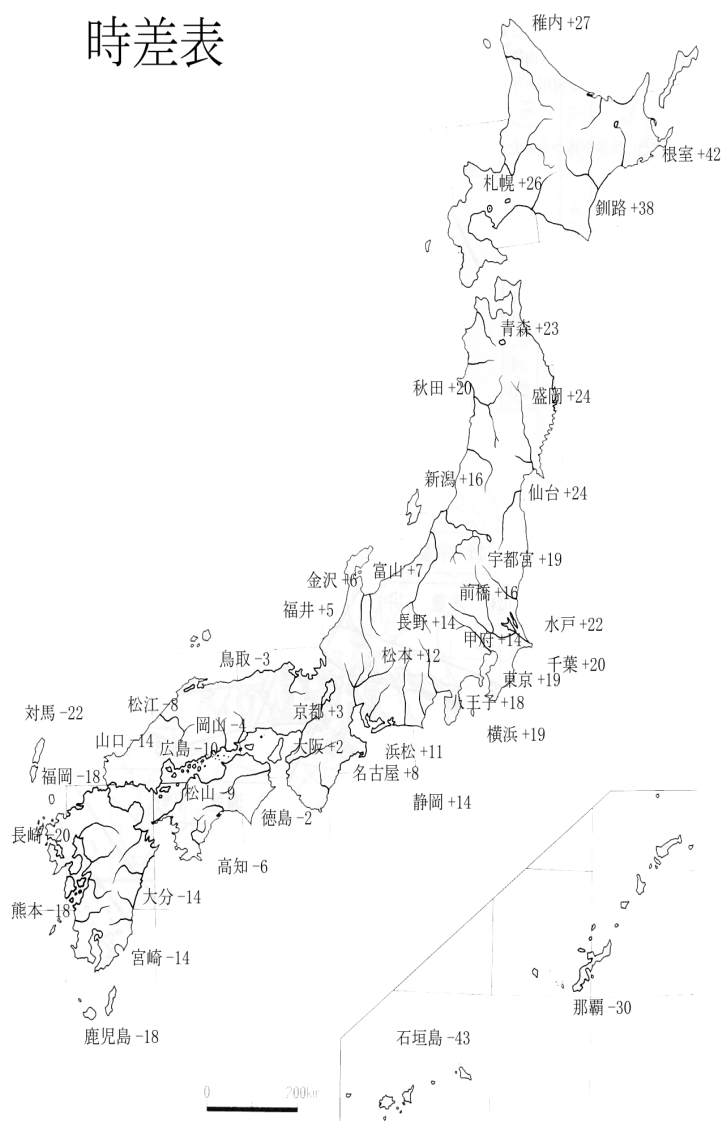 時差表
稚内 +27
根室 +42
札幌 +26
釧路 +38
青森 +23
秋田 +20
盛岡 +24
新潟 +16
仙台 +24
宇都宮 +19
富山 +7
金沢 +6
前橋 +16
福井 +5
長野 +14
水戸 +22
甲府 +14
松本 +12
鳥取 -3
千葉 +20
東京 +19
八王子 +18
松江 -8
京都 +3
対馬 -22
岡山 -4
横浜 +19
山口 -14
広島 -10
大阪 +2
浜松 +11
名古屋 +8
福岡 -18
松山 -9
静岡 +14
徳島 -2
長崎 -20
高知 -6
大分 -14
熊本 -18
宮崎 -14
那覇 -30
鹿児島 -18
石垣島 -43
0 200km